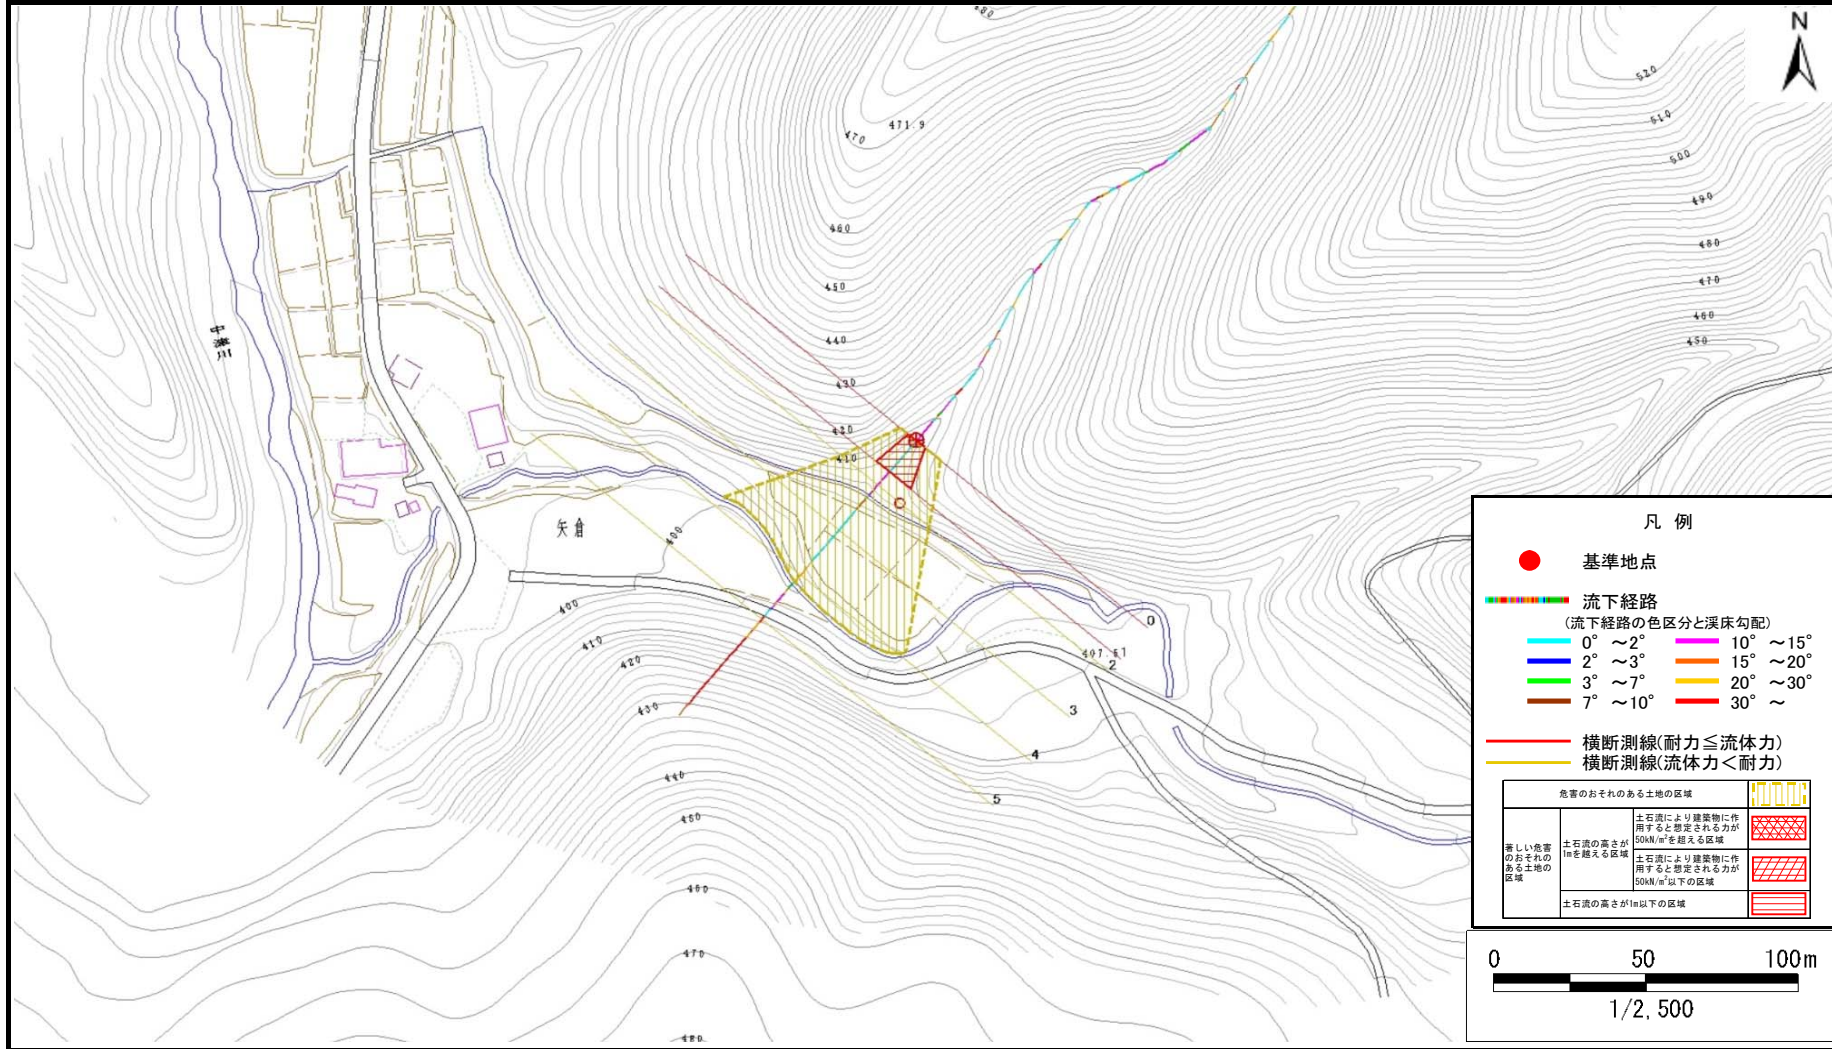 480
N
520
510
500
490
480
470
460
450
471.9
470
460
450
440
430
420
410
中瀬川
矢倉
400
400
410
420
430
440
450
460
470
480
407.51
0
2
3
4
5
凡 例
基準地点
流下経路
(流下経路の色区分と渓床勾配)
0° ～2° 10° ～15°
2° ～3° 15° ～20°
3° ～7° 20° ～30°
7° ～10° 30° ～
横断測線(耐力≦流体力)
横断測線(流体力＜耐力)
危害のおそれのある土地の区域
著しい危害
のおそれの
ある土地の
区域
土石流の高さが
1mを越える区域
土石流により建築物に作
用すると想定される力が
50kN/m²を超える区域
土石流により建築物に作
用すると想定される力が
50kN/m²以下の区域
土石流の高さが1m以下の区域
0 50 100m
1/2,500